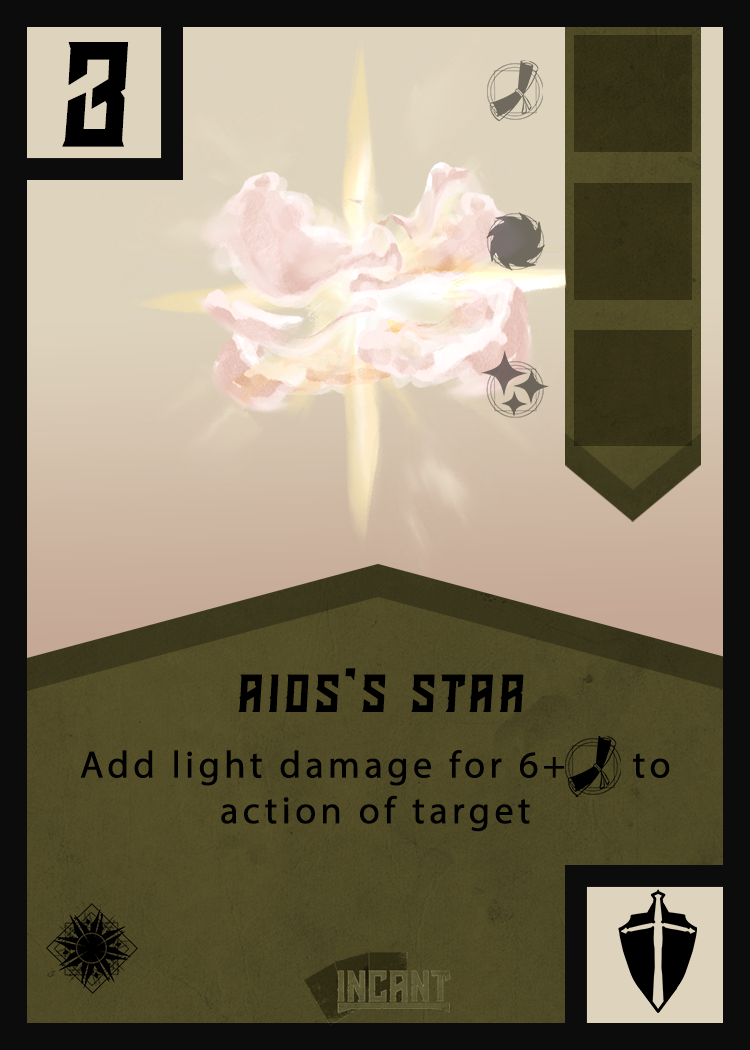 3
AIOS'S STAR
Add light damage for 6+ to
action of target
INCANT